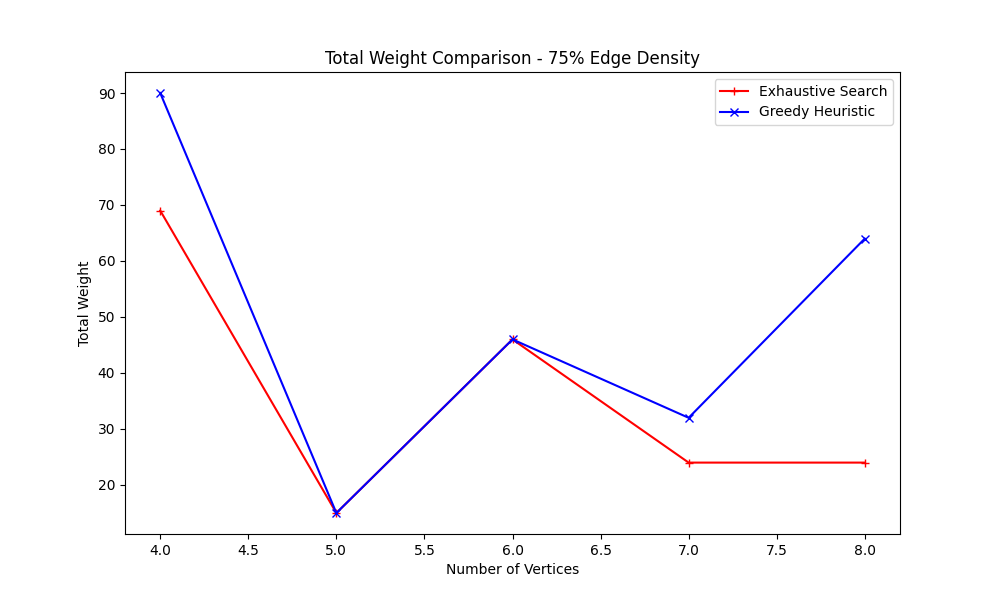 Total Weight Comparison - 75% Edge Density
Exhaustive Search
Greedy Heuristic
Total Weight
90
80
70
60
50
40
30
20
4.0 4.5 5.0 5.5 6.0 6.5 7.0 7.5 8.0
Number of Vertices